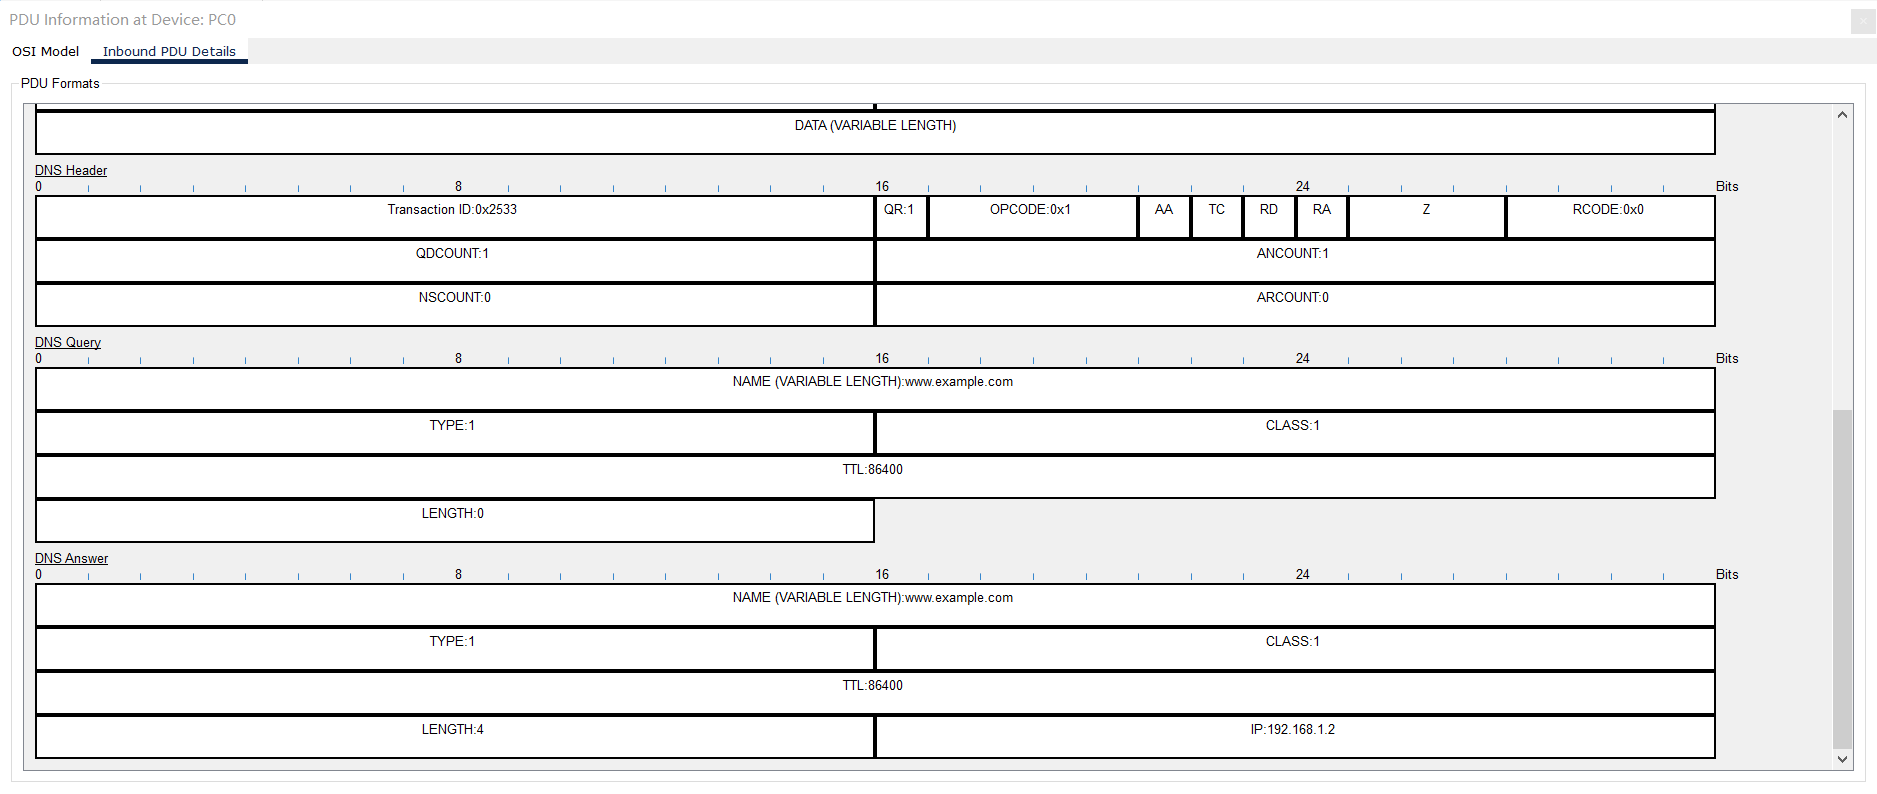 PDU Information at Device: PC0
OSI Model Inbound PDU Details
PDU Formats
DATA (VARIABLE LENGTH)
DNS Header
0 8 16 24 Bits
Transaction ID:0x2533 QR:1 OPCODE:0x1 AA TC RD RA Z RCODE:0x0
QDCOUNT:1 ANCOUNT:1
NSCOUNT:0 ARCOUNT:0
DNS Query
0 8 16 24 Bits
NAME (VARIABLE LENGTH):www.example.com
TYPE:1 CLASS:1
TTL:86400
LENGTH:0
DNS Answer
0 8 16 24 Bits
NAME (VARIABLE LENGTH):www.example.com
TYPE:1 CLASS:1
TTL:86400
LENGTH:4 IP:192.168.1.2